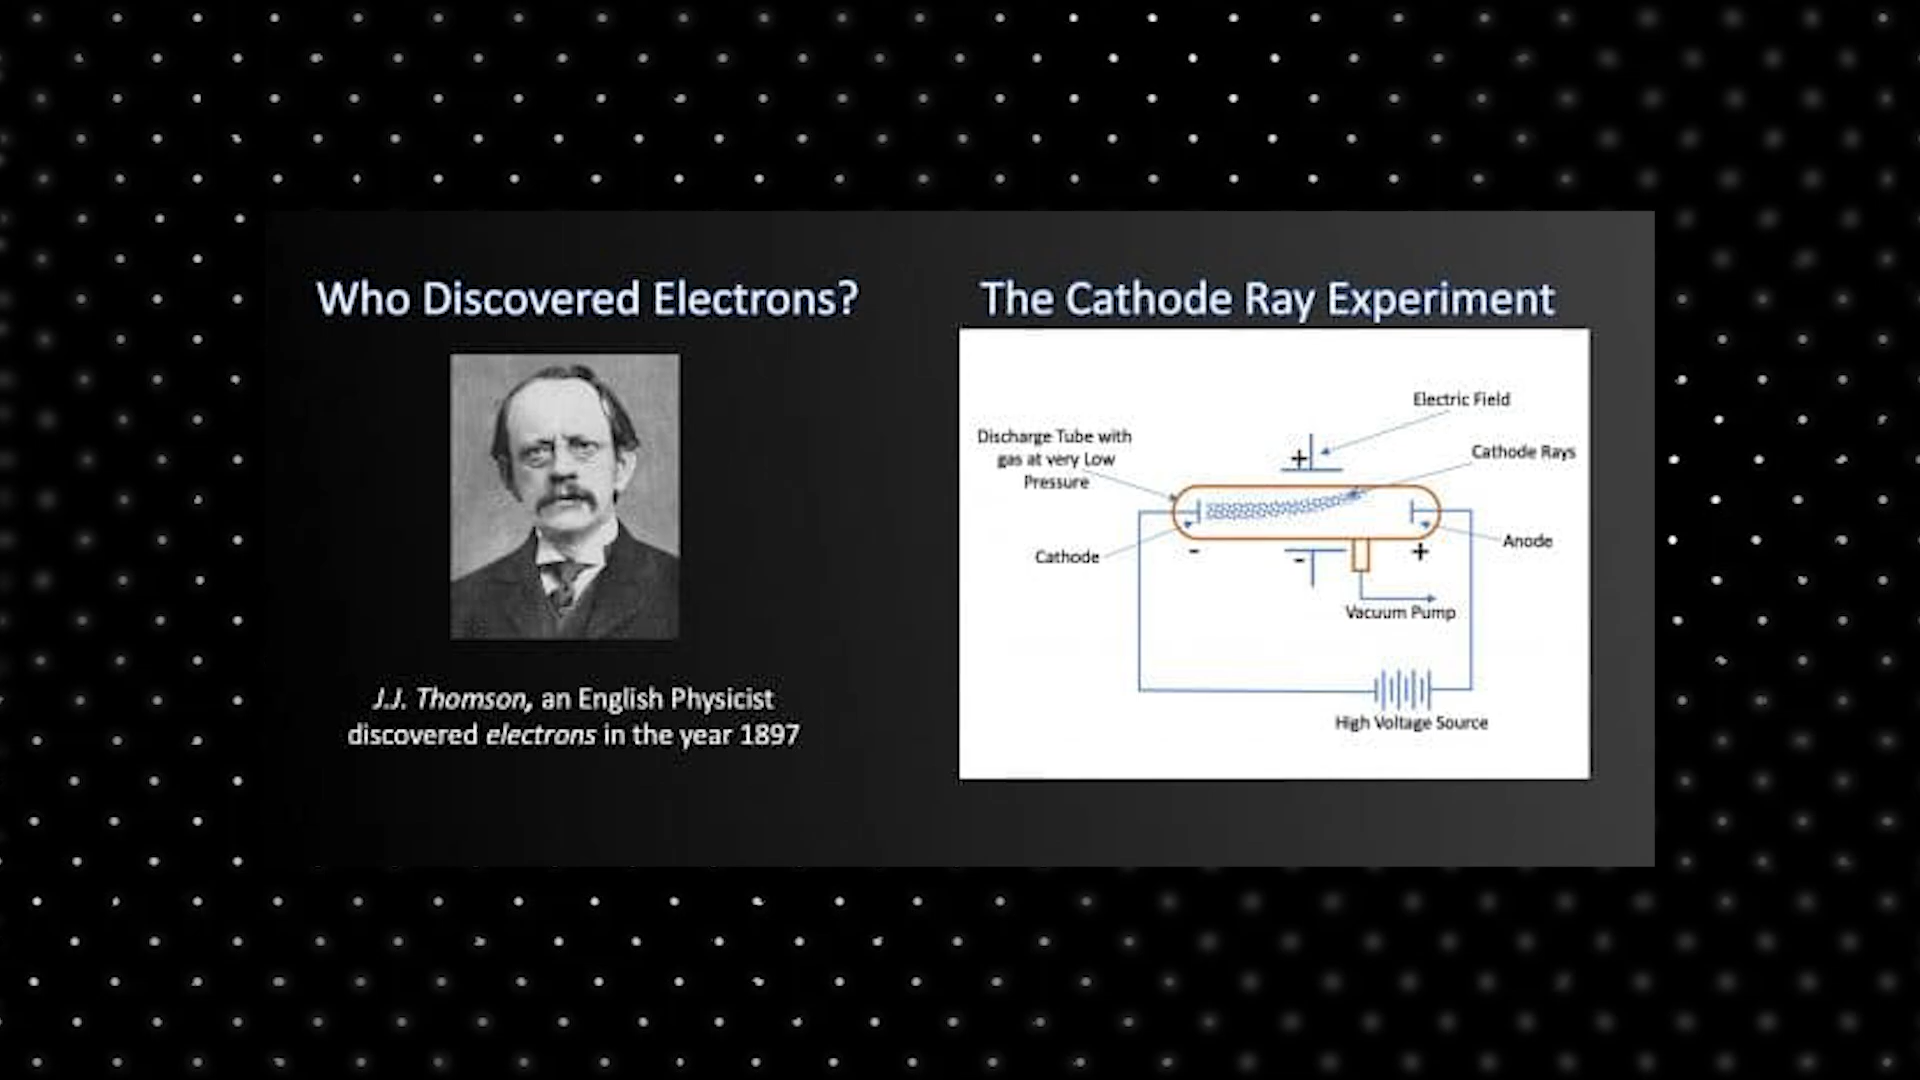 Who Discovered Electrons?
J.J. Thomson, an English Physicist
discovered electrons in the year 1897
The Cathode Ray Experiment
Electric Field
Discharge Tube with
gas at very Low
Pressure
Cathode Rays
+
Cathode
-
-
+
Anode
Vacuum Pump
High Voltage Source